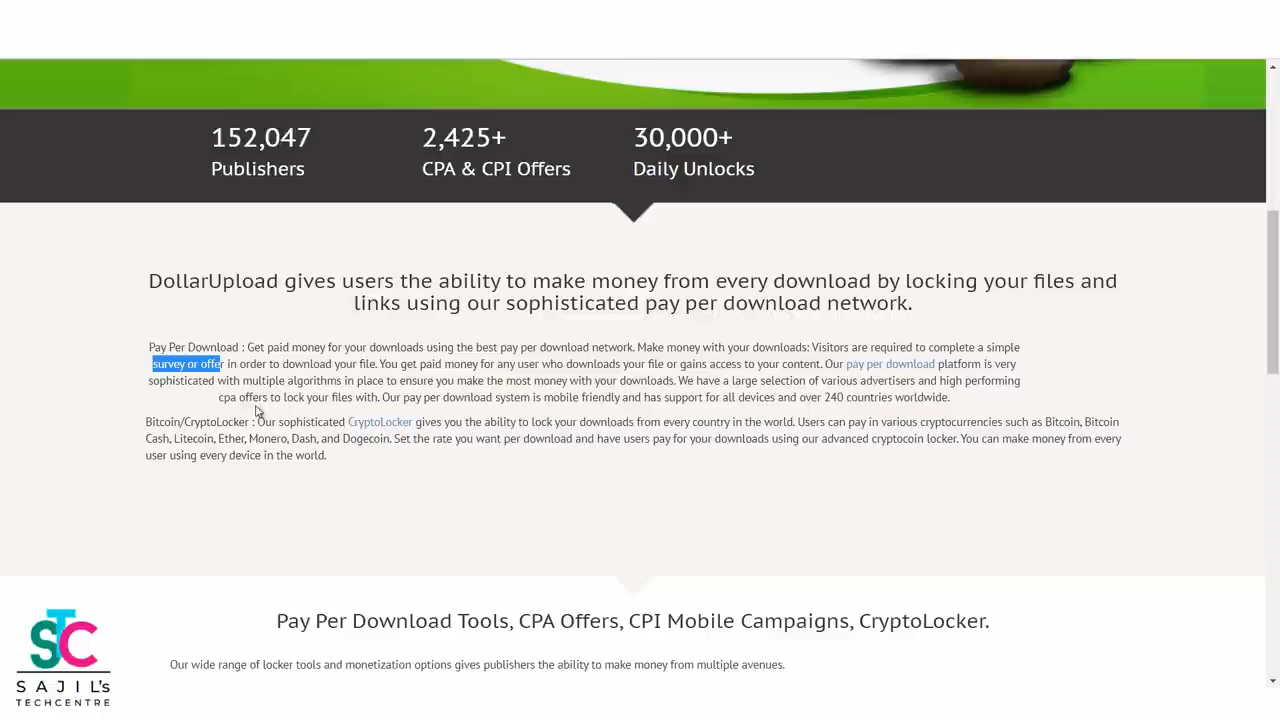 152,047
Publishers
2,425+
CPA & CPI Offers
30,000+
Daily Unlocks
DollarUpload gives users the ability to make money from every download by locking your files and
links using our sophisticated pay per download network.
Pay Per Download : Get paid money for your downloads using the best pay per download network. Make money with your downloads: Visitors are required to complete a simple
survey or offer in order to download your file. You get paid money for any user who downloads your file or gains access to your content. Our pay per download platform is very
sophisticated with multiple algorithms in place to ensure you make the most money with your downloads. We have a large selection of various advertisers and high performing
cpa offers to lock your files with. Our pay per download system is mobile friendly and has support for all devices and over 240 countries worldwide.
Bitcoin/CryptoLocker : Our sophisticated CryptoLocker gives you the ability to lock your downloads from every country in the world. Users can pay in various cryptocurrencies such as Bitcoin, Bitcoin
Cash, Litecoin, Ether, Monero, Dash, and Dogecoin. Set the rate you want per download and have users pay for your downloads using our advanced cryptocoin locker. You can make money from every
user using every device in the world.
Pay Per Download Tools, CPA Offers, CPI Mobile Campaigns, CryptoLocker.
Our wide range of locker tools and monetization options gives publishers the ability to make money from multiple avenues.
STC
SAJIL's
TECHCENTRE